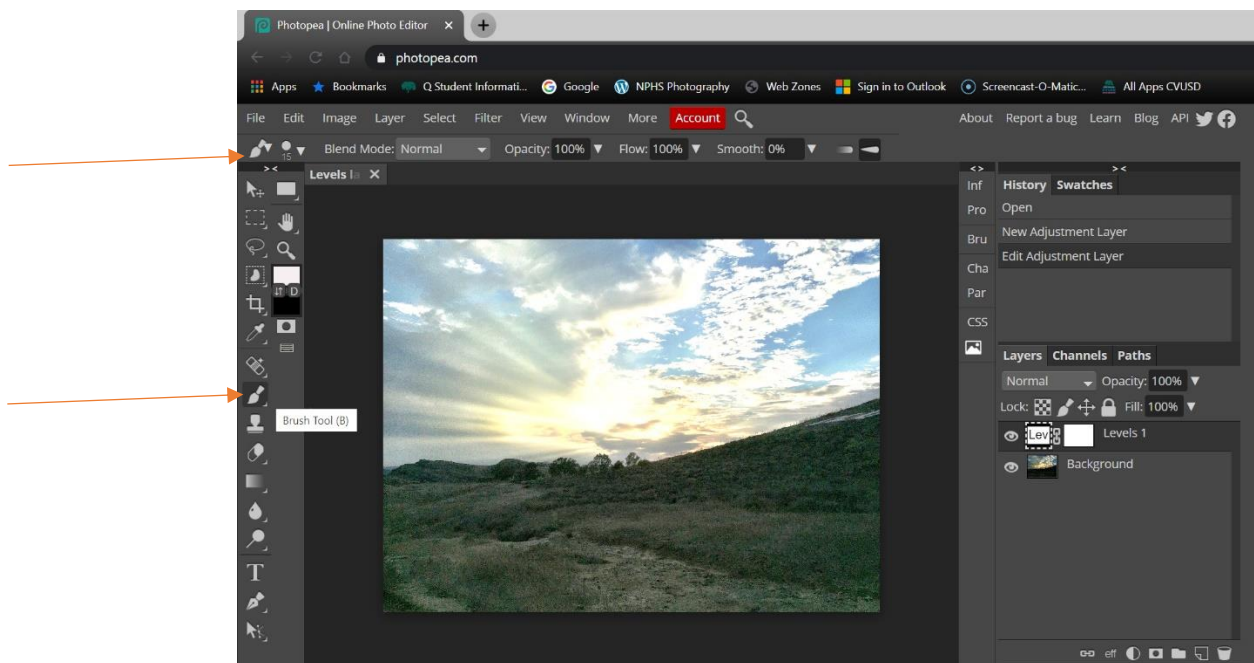 Photopea | Online Photo Editor
photopea.com
Apps Bookmarks Q Student Informati... Google NPHS Photography Web Zones Sign in to Outlook Screencast-O-Matic... All Apps CVUSD
File Edit Image Layer Select Filter View Window More Account About Report a bug Learn Blog API
15 Blend Mode: Normal Opacity: 100% Flow: 100% Smooth: 0%
Levels la
Inf
Pro
Bru
Cha
Par
CSS
History Swatches
Open
New Adjustment Layer
Edit Adjustment Layer
D
Brush Tool (B)
T
Layers Channels Paths
Normal Opacity: 100%
Lock: Fill: 100%
Lev Levels 1
Background
eff